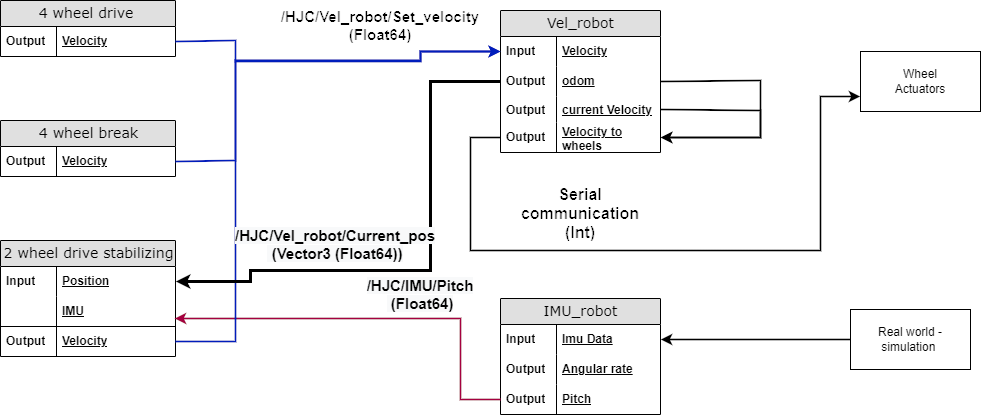 4 wheel drive
Output Velocity
/HJC/Vel_robot/Set_velocity
(Float64)
Vel_robot
Input Velocity
Output odom
Output current Velocity
Output Velocity to
wheels
Wheel
Actuators
4 wheel break
Output Velocity
Serial
communication
(Int)
/HJC/Vel_robot/Current_pos
(Vector3 (Float64))
2 wheel drive stabilizing
Input Position
IMU
Output Velocity
/HJC/IMU/Pitch
(Float64)
IMU_robot
Input Imu Data
Output Angular rate
Output Pitch
Real world -
simulation